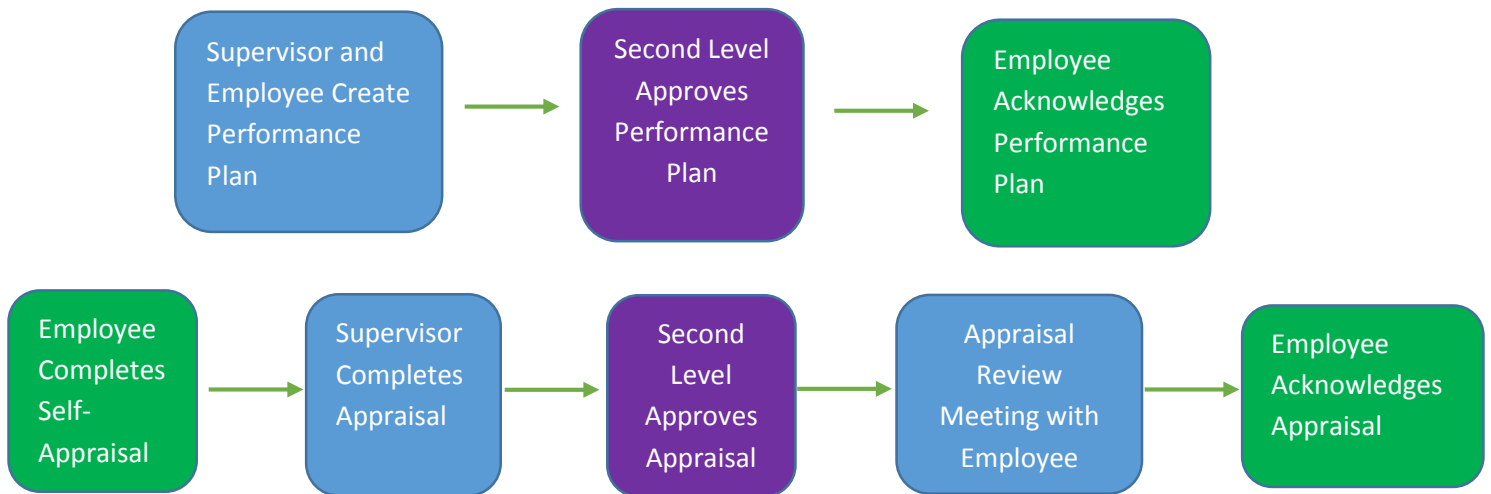 Supervisor and
Employee Create
Performance
Plan
Second Level
Approves
Performance
Plan
Employee
Acknowledges
Performance
Plan
Employee
Completes
Self-
Appraisal
Supervisor
Completes
Appraisal
Second
Level
Approves
Appraisal
Appraisal
Review
Meeting with
Employee
Employee
Acknowledges
Appraisal